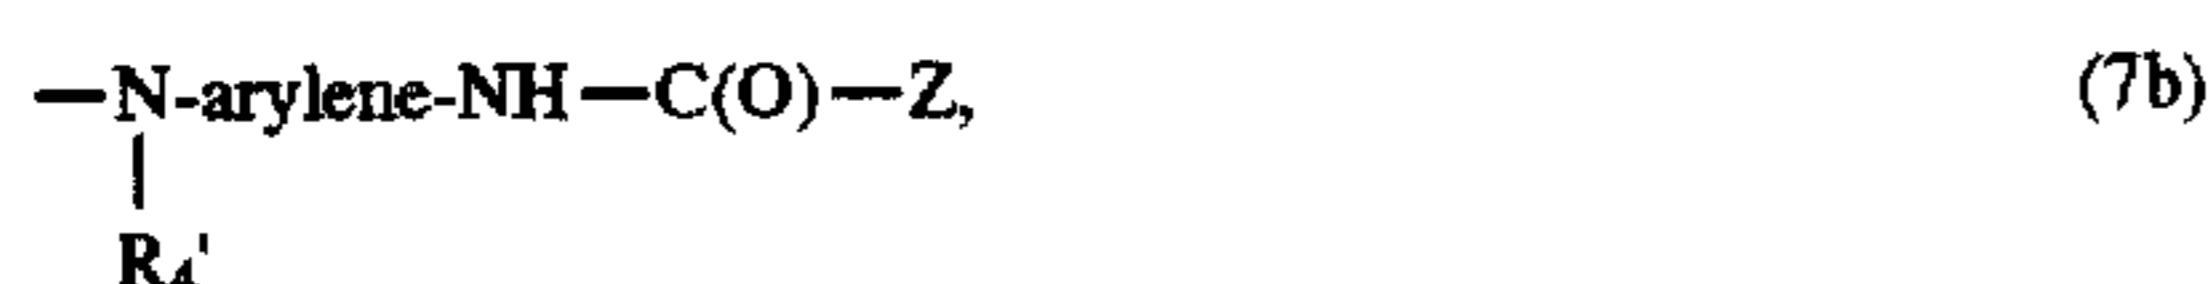 —N-arylene-NH—C(O)—Z, (7b)
R₄'